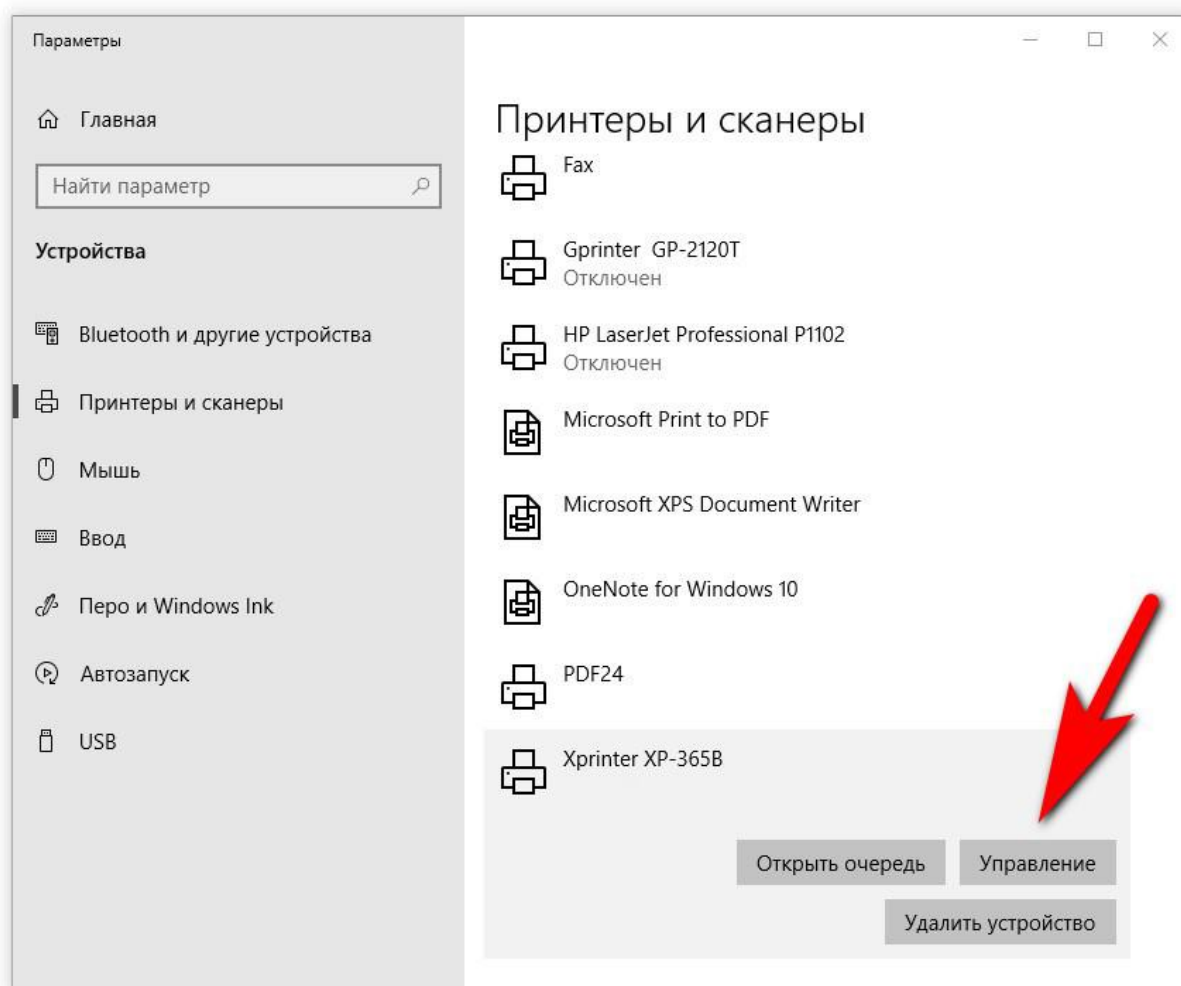 Параметры
Главная
Найти параметр
Устройства
Bluetooth и другие устройства
Принтеры и сканеры
Мышь
Ввод
Перо и Windows Ink
Автозапуск
USB
Принтеры и сканеры
Fax
Gprinter GP-2120T
Отключен
HP LaserJet Professional P1102
Отключен
Microsoft Print to PDF
Microsoft XPS Document Writer
OneNote for Windows 10
PDF24
Xprinter XP-365B
Открыть очередь Управление
Удалить устройство